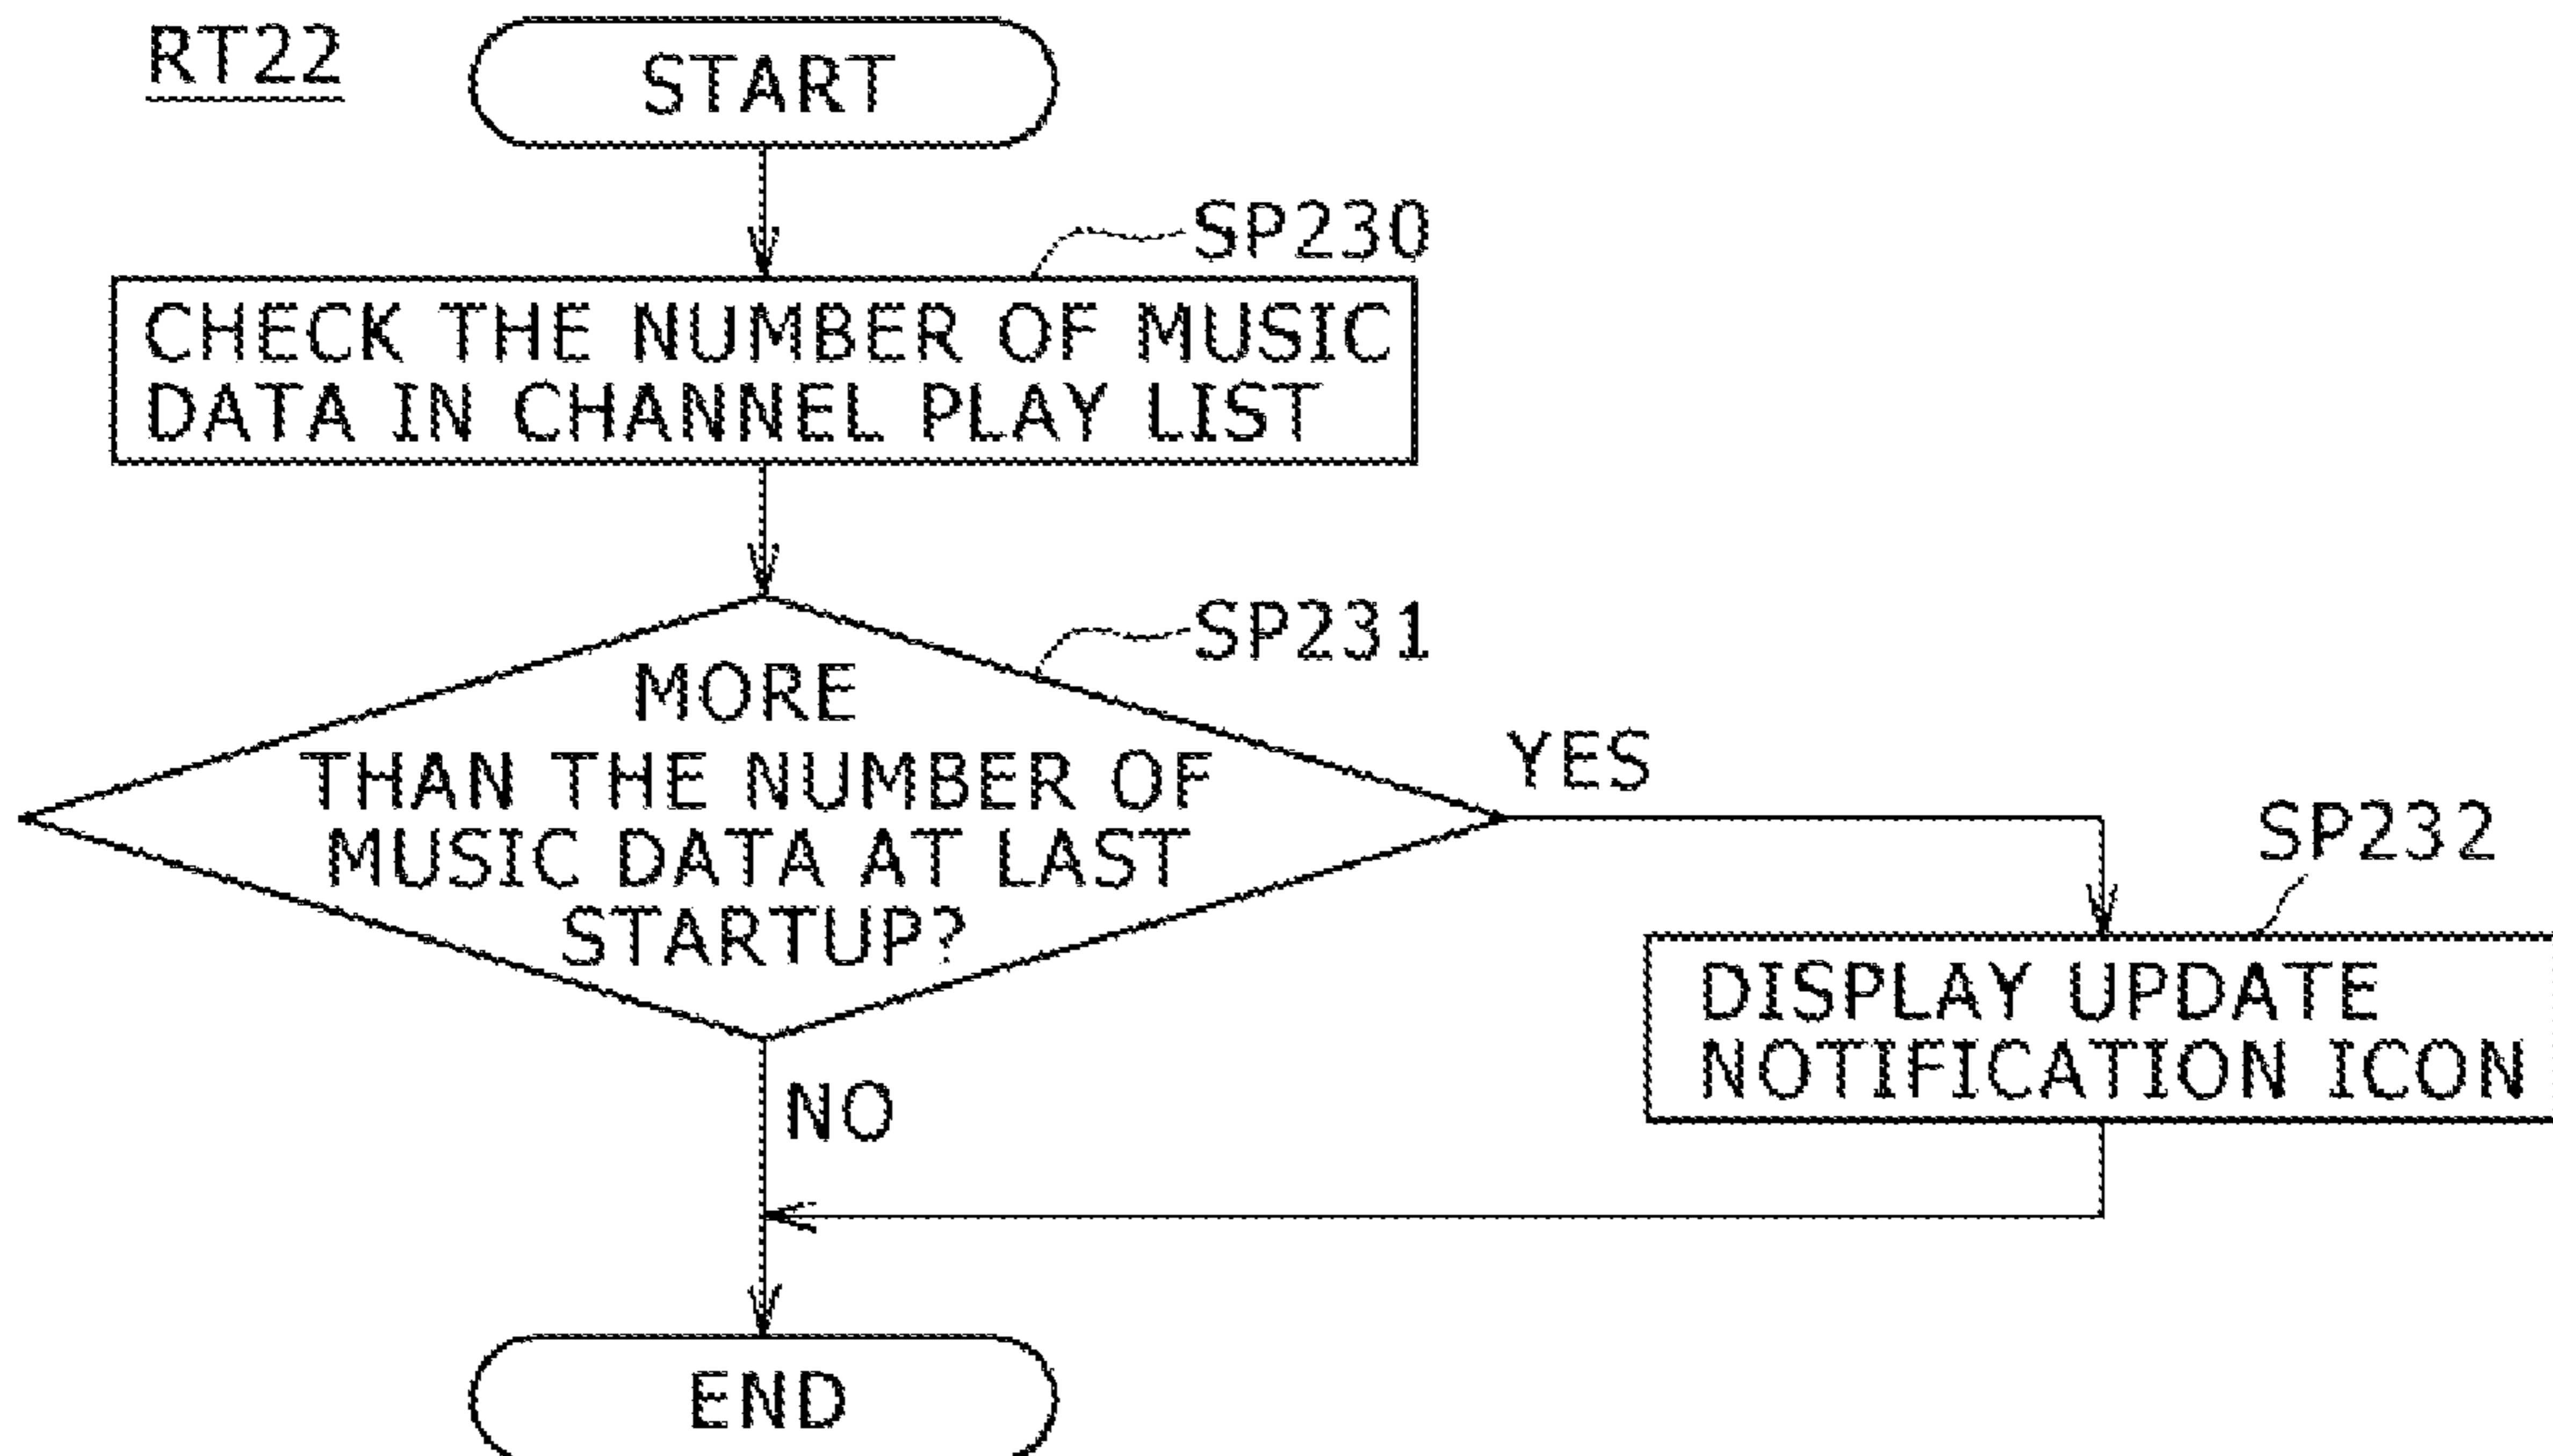 RT22
START
SP230
CHECK THE NUMBER OF MUSIC
DATA IN CHANNEL PLAY LIST
SP231
MORE
THAN THE NUMBER OF
MUSIC DATA AT LAST
STARTUP?
YES
SP232
DISPLAY UPDATE
NOTIFICATION ICON
NO
END